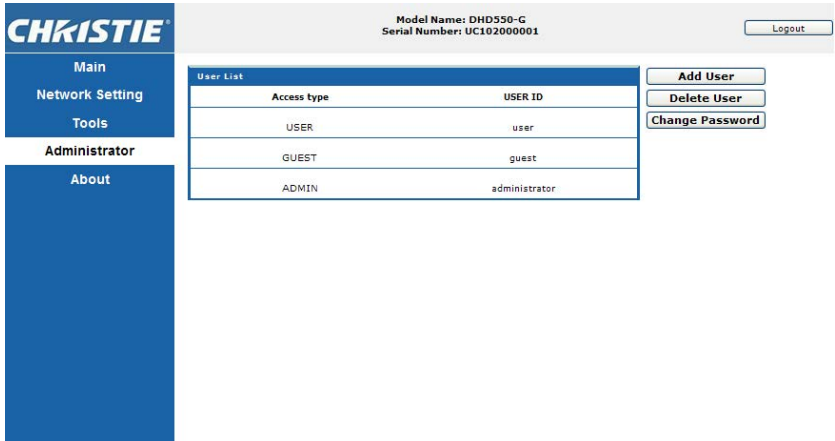 CHRISTIE
Model Name: DHD550-G
Serial Number: UC102000001
Logout
Main
Network Setting
Tools
Administrator
About
User List
Access type USER ID
USER user
GUEST guest
ADMIN administrator
Add User
Delete User
Change Password